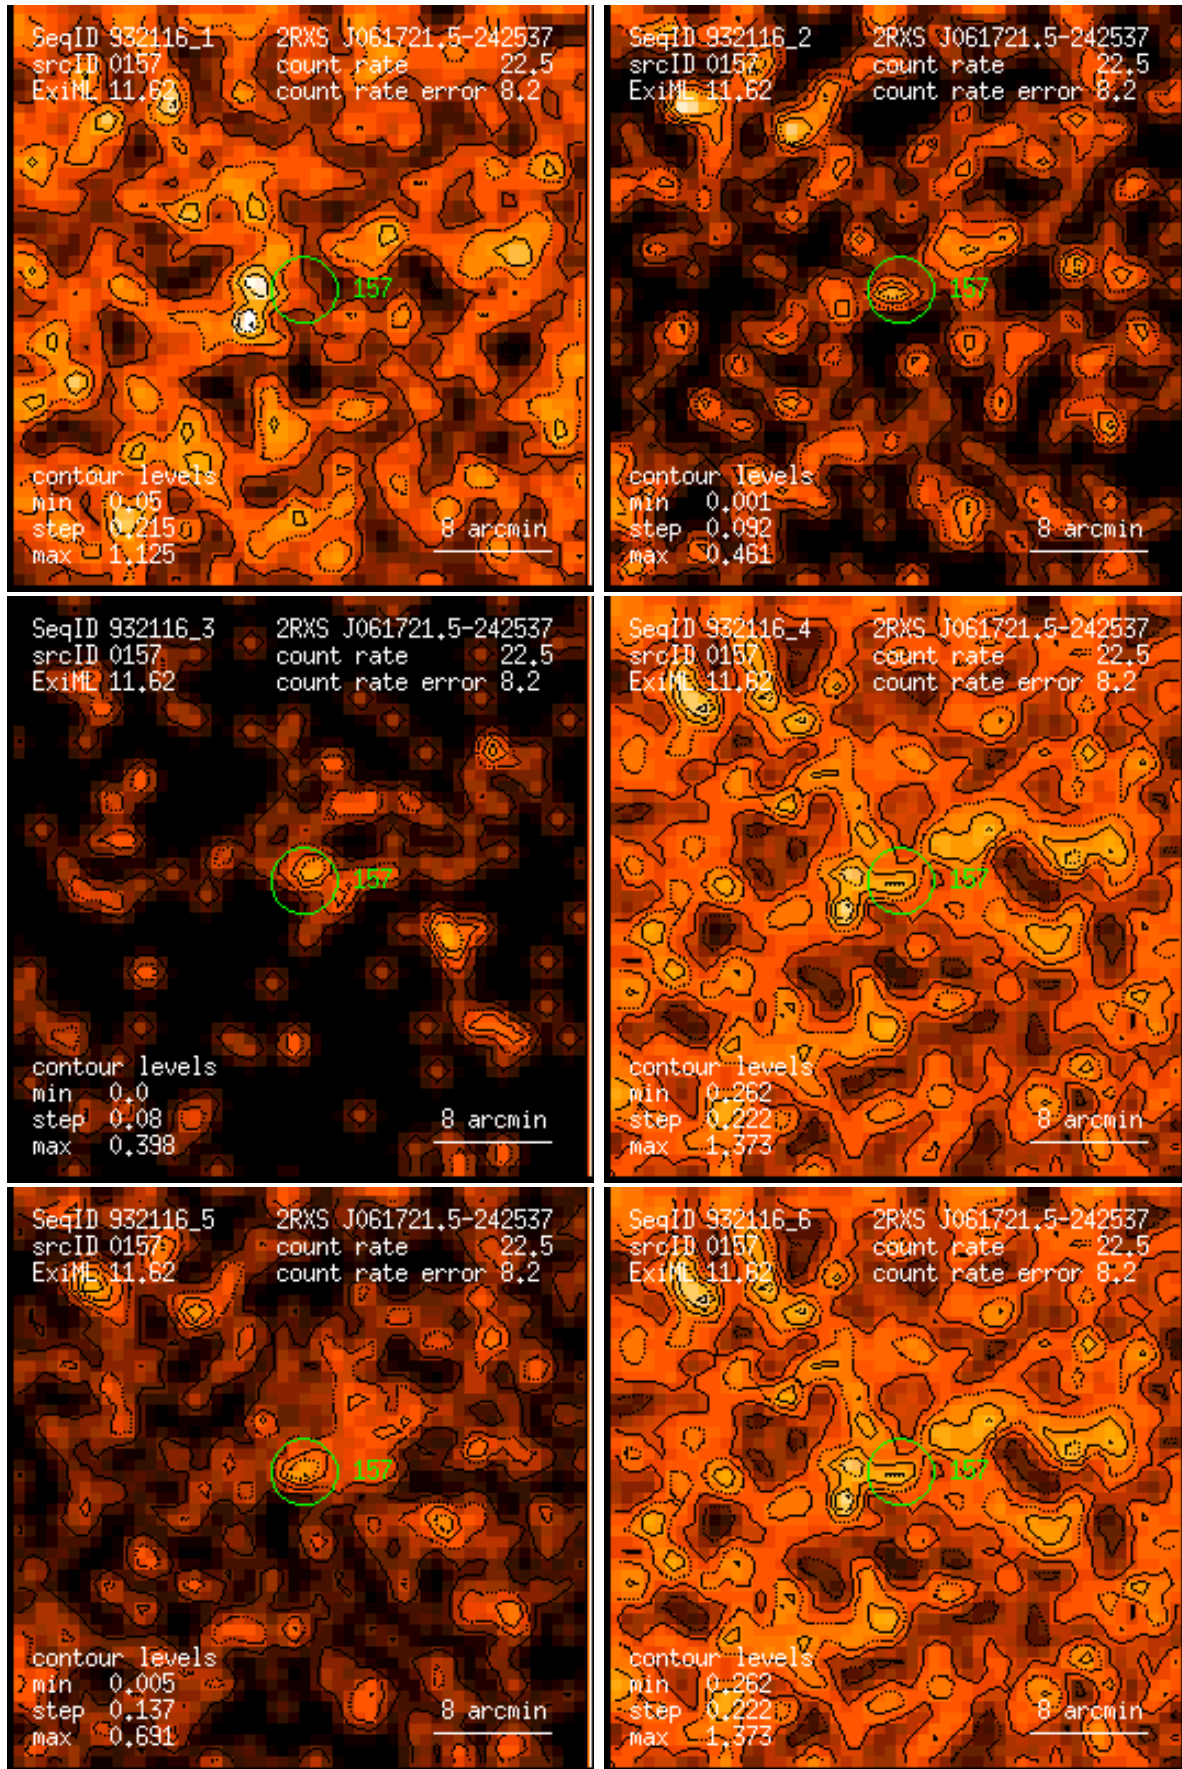 SeqID 932116_1 2RXS J061721.5-242537
srcID 0157 count rate 22.5
ExiML 11.62 count rate error 8.2
157
contour levels
min 0.05
step 0.215 8 arcmin
max 1.125
SeqID 932116_2 2RXS J061721.5-242537
srcID 0157 count rate 22.5
ExiML 11.62 count rate error 8.2
157
contour levels
min 0.001
step 0.092 8 arcmin
max 0.461
SeqID 932116_3 2RXS J061721.5-242537
srcID 0157 count rate 22.5
ExiML 11.62 count rate error 8.2
157
contour levels
min 0.0
step 0.08 8 arcmin
max 0.398
SeqID 932116_4 2RXS J061721.5-242537
srcID 0157 count rate 22.5
ExiML 11.62 count rate error 8.2
157
contour levels
min 0.262
step 0.222 8 arcmin
max 1.373
SeqID 932116_5 2RXS J061721.5-242537
srcID 0157 count rate 22.5
ExiML 11.62 count rate error 8.2
157
contour levels
min 0.005
step 0.137 8 arcmin
max 0.691
SeqID 932116_6 2RXS J061721.5-242537
srcID 0157 count rate 22.5
ExiML 11.62 count rate error 8.2
157
contour levels
min 0.262
step 0.222 8 arcmin
max 1.373